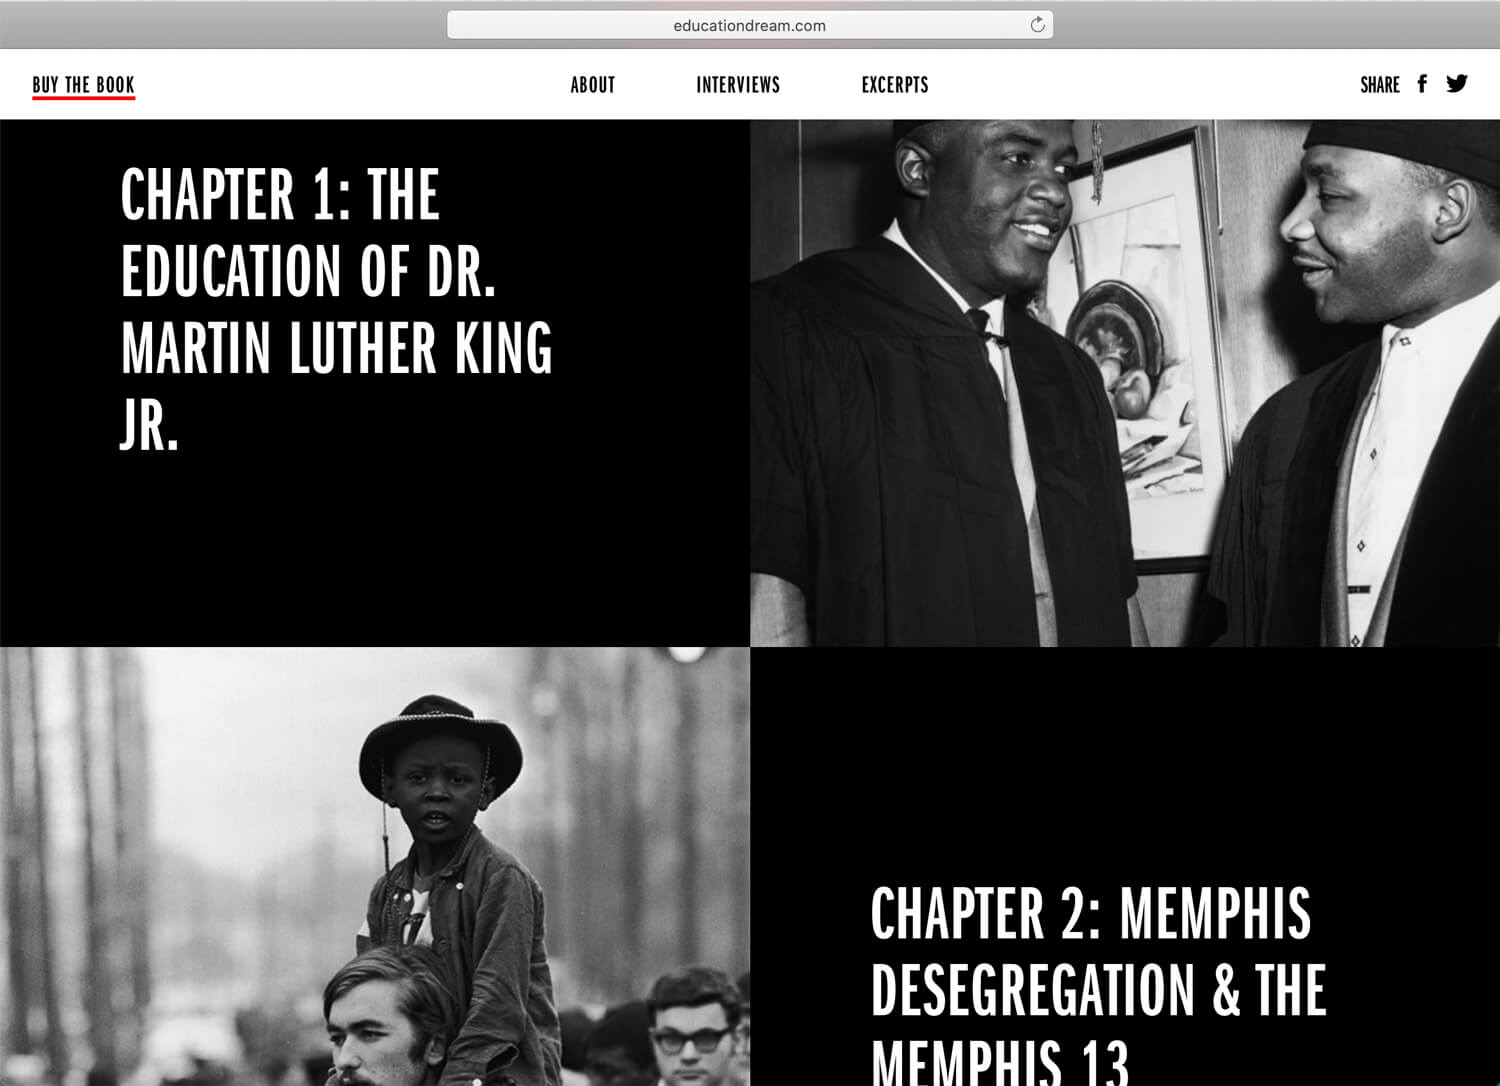 educationdream.com
BUY THE BOOK
ABOUT
INTERVIEWS
EXCERPTS
SHARE
CHAPTER 1: THE
EDUCATION OF DR.
MARTIN LUTHER KING
JR.
CHAPTER 2: MEMPHIS
DESEGREGATION & THE
MEMPHIS 13